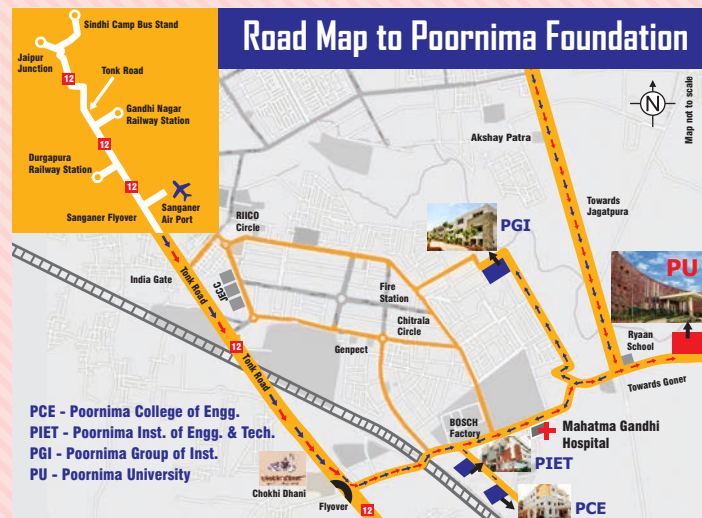 Road Map to Poornima Foundation
Sindhi Camp Bus Stand
Jaipur
Junction
12
Tonk Road
Gandhi Nagar
Railway Station
12
Durgapura
Railway Station
12
Sanganer
Air Port
Sanganer Flyover
N
Map not to scale
Akshay Patra
Towards
Jagatpura
PGI
PU
RIICO
Circle
India Gate
Tonk Road
JECC
Fire
Station
Chitrala
Circle
Genpect
12
Tonk Road
Ryaan
School
Towards Goner
PCE - Poornima College of Engg.
PIET - Poornima Inst. of Engg. & Tech.
PGI - Poornima Group of Inst.
PU - Poornima University
BOSCH
Factory
Mahatma Gandhi
Hospital
PIET
Chokhi Dhani
Flyover
12
PCE